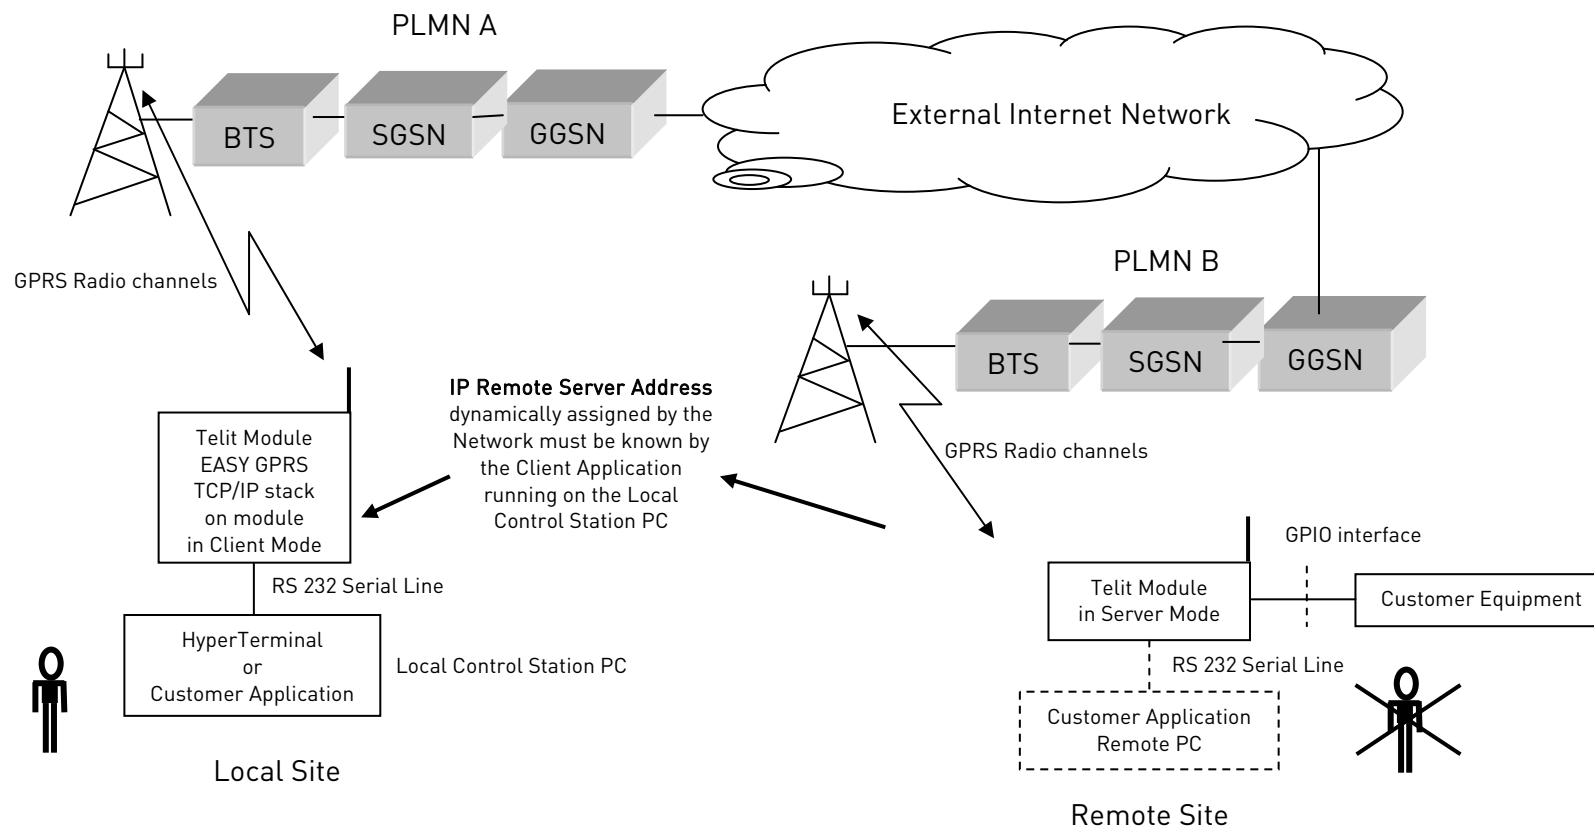 PLMN A
BTS
SGSN
GGSN
External Internet Network
GPRS Radio channels
PLMN B
BTS
SGSN
GGSN
IP Remote Server Address
dynamically assigned by the
Network must be known by
the Client Application
running on the Local
Control Station PC
GPRS Radio channels
Telit Module
EASY GPRS
TCP/IP stack
on module
in Client Mode
RS 232 Serial Line
HyperTerminal
or
Customer Application
Local Control Station PC
Local Site
GPIO interface
Telit Module
in Server Mode
Customer Equipment
RS 232 Serial Line
Customer Application
Remote PC
Remote Site